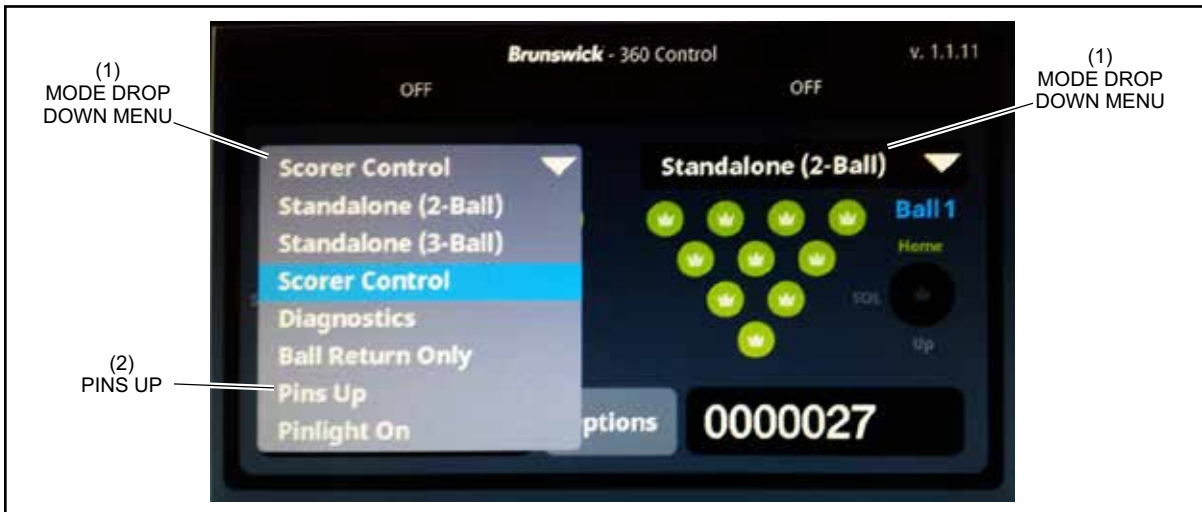 (1)
MODE DROP
DOWN MENU
(1)
MODE DROP
DOWN MENU
Brunswick - 360 Control
v. 1.1.11
OFF
OFF
Scorer Control
Standalone (2-Ball)
Standalone (3-Ball)
Scorer Control
Diagnostics
Ball Return Only
Pins Up
Pinlight On
(2)
PINS UP
Standalone (2-Ball)
Ball 1
Home
SOL
Up
ptions
0000027